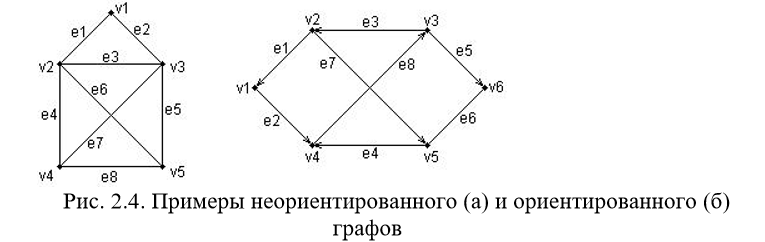 v1
e1 e2
v2 e3 v3
e6
e4 e5
e7
v4 e8 v5
v2 e3 v3
e1 e7 e5
e8
v1 v6
e2 e6
v4 e4 v5
Рис. 2.4. Примеры неориентированного (а) и ориентированного (б)
графов